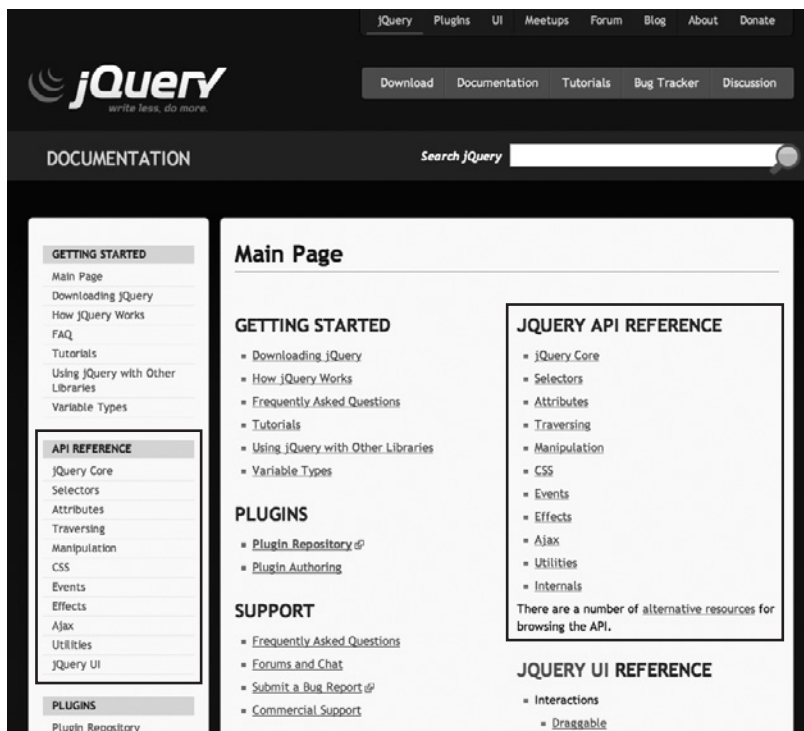 jQuery Plugins UI Meetups Forum Blog About Donate
jQuery
write less, do more.
Download Documentation Tutorials Bug Tracker Discussion
DOCUMENTATION
Search jQuery
GETTING STARTED
Main Page
Downloading jQuery
How jQuery Works
FAQ
Tutorials
Using jQuery with Other
Libraries
Variable Types
API REFERENCE
jQuery Core
Selectors
Attributes
Traversing
Manipulation
CSS
Events
Effects
Ajax
Utilities
jQuery UI
PLUGINS
Plugin Repository
Main Page
GETTING STARTED
Downloading jQuery
How jQuery Works
Frequently Asked Questions
Tutorials
Using jQuery with Other Libraries
Variable Types
PLUGINS
Plugin Repository
Plugin Authoring
SUPPORT
Frequently Asked Questions
Forums and Chat
Submit a Bug Report
Commercial Support
JQUERY API REFERENCE
jQuery Core
Selectors
Attributes
Traversing
Manipulation
CSS
Events
Effects
Ajax
Utilities
Internals
There are a number of alternative resources for
browsing the API.
JQUERY UI REFERENCE
Interactions
Draggable